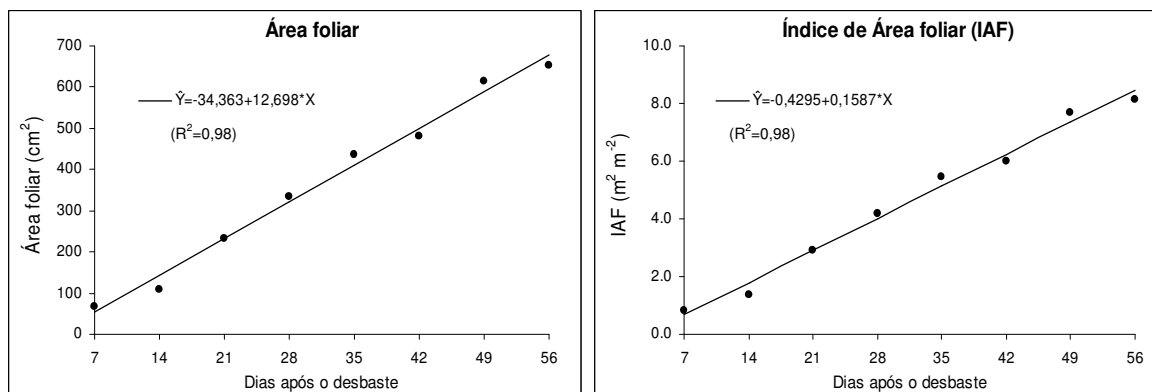 Área foliar
700
600
500
400
300
200
100
0
Área foliar (cm²)
Ŷ=-34,363+12,698*X
(R²=0,98)
7 14 21 28 35 42 49 56
Dias após o desbaste
Índice de Área foliar (IAF)
10.0
8.0
6.0
4.0
2.0
0.0
IAF (m² m⁻²)
Ŷ=-0,4295+0,1587*X
(R²=0,98)
7 14 21 28 35 42 49 56
Dias após o desbaste